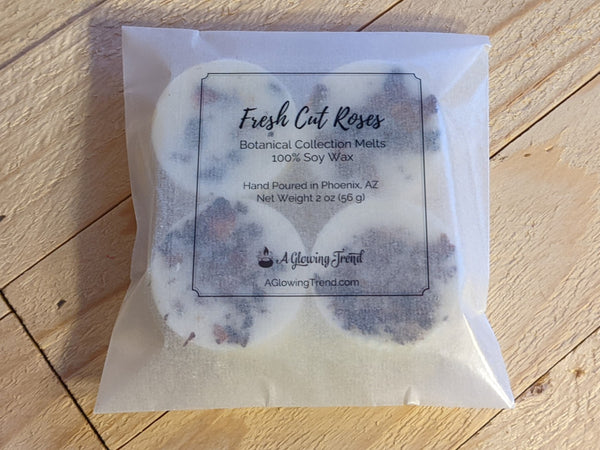 Fresh Cut Roses
Botanical Collection Melts
100% Soy Wax
Hand Poured in Phoenix, AZ
Net Weight 2 oz (56 g)
A Glowing Trend
AGlowingTrend.com